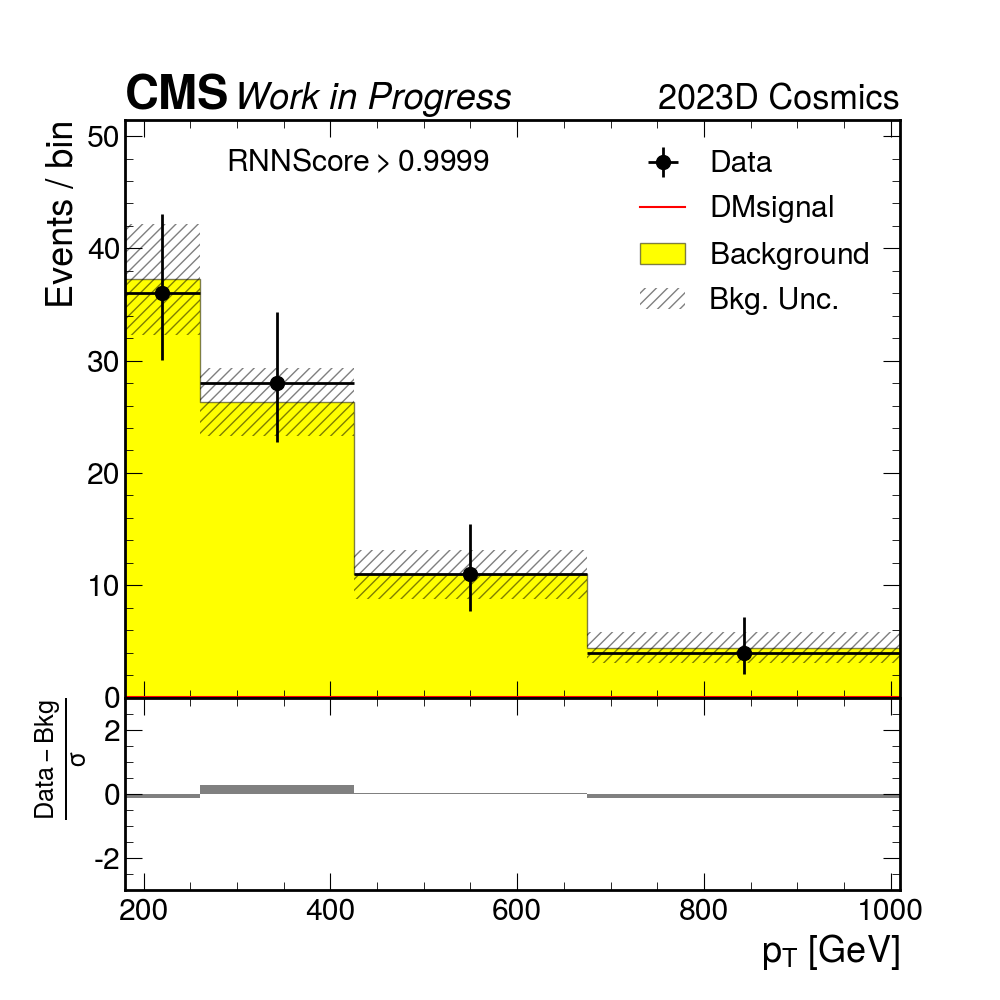 CMS Work in Progress 2023D Cosmics
Events / bin
RNNScore > 0.9999
Data
DMsignal
Background
Bkg. Unc.
50
40
30
20
10
0
Data – Bkg
σ
2
0
-2
200 400 600 800 1000
pT [GeV]